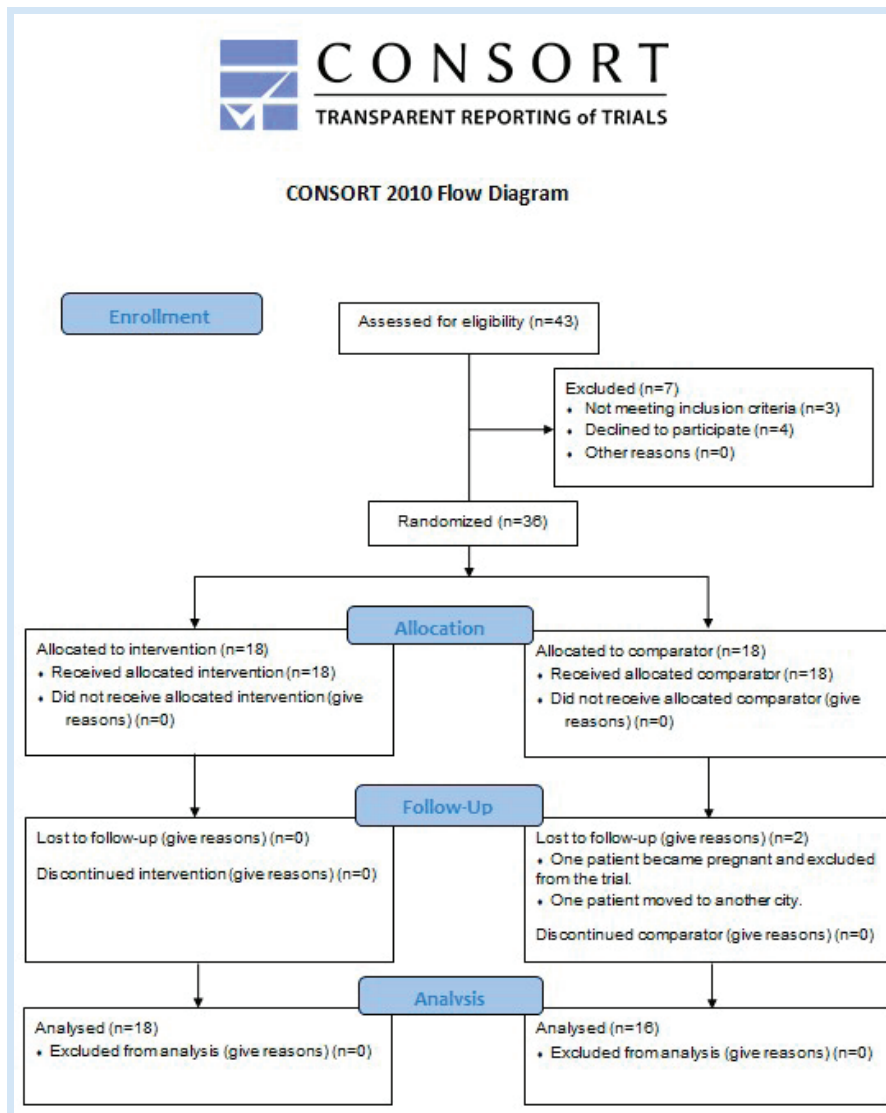 CONSORT
TRANSPARENT REPORTING of TRIALS
CONSORT 2010 Flow Diagram
Enrollment
Assessed for eligibility (n=43)
Excluded (n=7)
⬧ Not meeting inclusion criteria (n=3)
⬧ Declined to participate (n=4)
⬧ Other reasons (n=0)
Randomized (n=36)
Allocation
Allocated to intervention (n=18)
⬧ Received allocated intervention (n=18)
⬧ Did not receive allocated intervention (give
reasons) (n=0)
Allocated to comparator (n=18)
⬧ Received allocated comparator (n=18)
⬧ Did not receive allocated comparator (give
reasons) (n=0)
Follow-Up
Lost to follow-up (give reasons) (n=0)
Discontinued intervention (give reasons) (n=0)
Lost to follow-up (give reasons) (n=2)
⬧ One patient became pregnant and excluded
from the trial.
⬧ One patient moved to another city.
Discontinued comparator (give reasons) (n=0)
Analysis
Analysed (n=18)
⬧ Excluded from analysis (give reasons) (n=0)
Analysed (n=16)
⬧ Excluded from analysis (give reasons) (n=0)